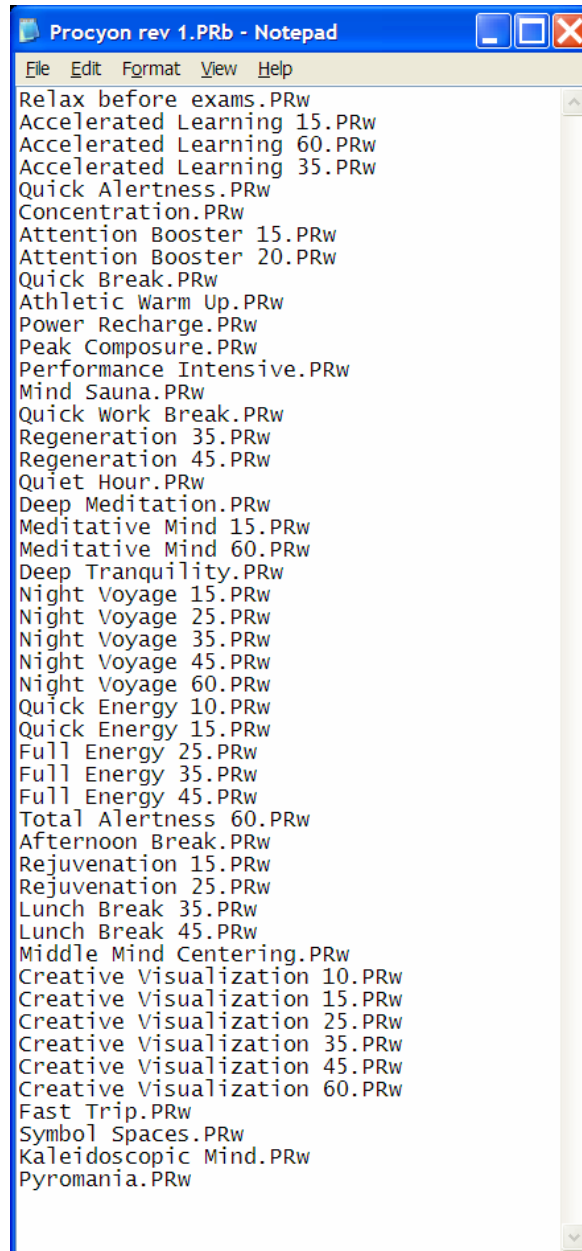 Procyon rev 1.PRb - Notepad
File Edit Format View Help
Relax before exams.PRw
Accelerated Learning 15.PRw
Accelerated Learning 60.PRw
Accelerated Learning 35.PRw
Quick Alertness.PRw
Concentration.PRw
Attention Booster 15.PRw
Attention Booster 20.PRw
Quick Break.PRw
Athletic Warm Up.PRw
Power Recharge.PRw
Peak Composure.PRw
Performance Intensive.PRw
Mind Sauna.PRw
Quick Work Break.PRw
Regeneration 35.PRw
Regeneration 45.PRw
Quiet Hour.PRw
Deep Meditation.PRw
Meditative Mind 15.PRw
Meditative Mind 60.PRw
Deep Tranquility.PRw
Night Voyage 15.PRw
Night Voyage 25.PRw
Night Voyage 35.PRw
Night Voyage 45.PRw
Night Voyage 60.PRw
Quick Energy 10.PRw
Quick Energy 15.PRw
Full Energy 25.PRw
Full Energy 35.PRw
Full Energy 45.PRw
Total Alertness 60.PRw
Afternoon Break.PRw
Rejuvenation 15.PRw
Rejuvenation 25.PRw
Lunch Break 35.PRw
Lunch Break 45.PRw
Middle Mind Centering.PRw
Creative Visualization 10.PRw
Creative Visualization 15.PRw
Creative Visualization 25.PRw
Creative Visualization 35.PRw
Creative Visualization 45.PRw
Creative Visualization 60.PRw
Fast Trip.PRw
Symbol Spaces.PRw
Kaleidoscopic Mind.PRw
Pyromania.PRw